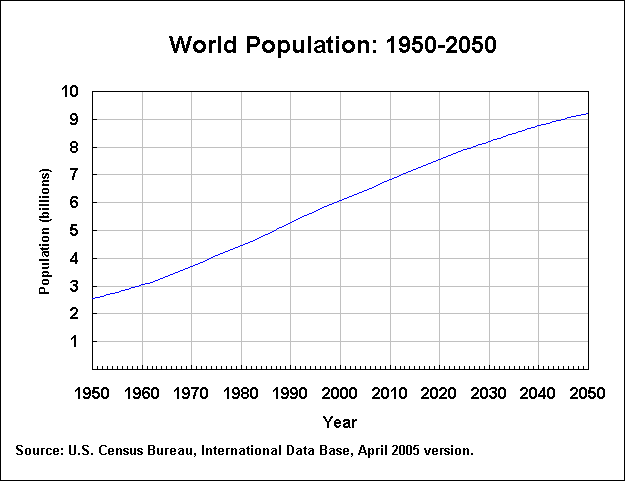 World Population: 1950-2050
10
9
8
7
6
5
4
3
2
1
Population (billions)
1950 1960 1970 1980 1990 2000 2010 2020 2030 2040 2050
Year
Source: U.S. Census Bureau, International Data Base, April 2005 version.